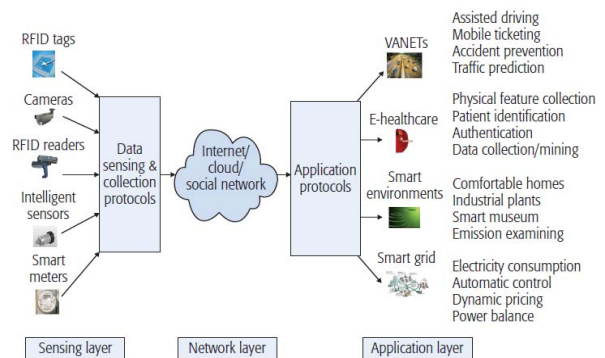 RFID tags
Cameras
RFID readers
Intelligent
sensors
Smart
meters
Data
sensing &
collection
protocols
Internet/
cloud/
social network
Application
protocols
VANETs
Assisted driving
Mobile ticketing
Accident prevention
Traffic prediction
E-healthcare
Physical feature collection
Patient identification
Authentication
Data collection/mining
Smart
environments
Comfortable homes
Industrial plants
Smart museum
Emission examining
Smart grid
Electricity consumption
Automatic control
Dynamic pricing
Power balance
Sensing layer
Network layer
Application layer